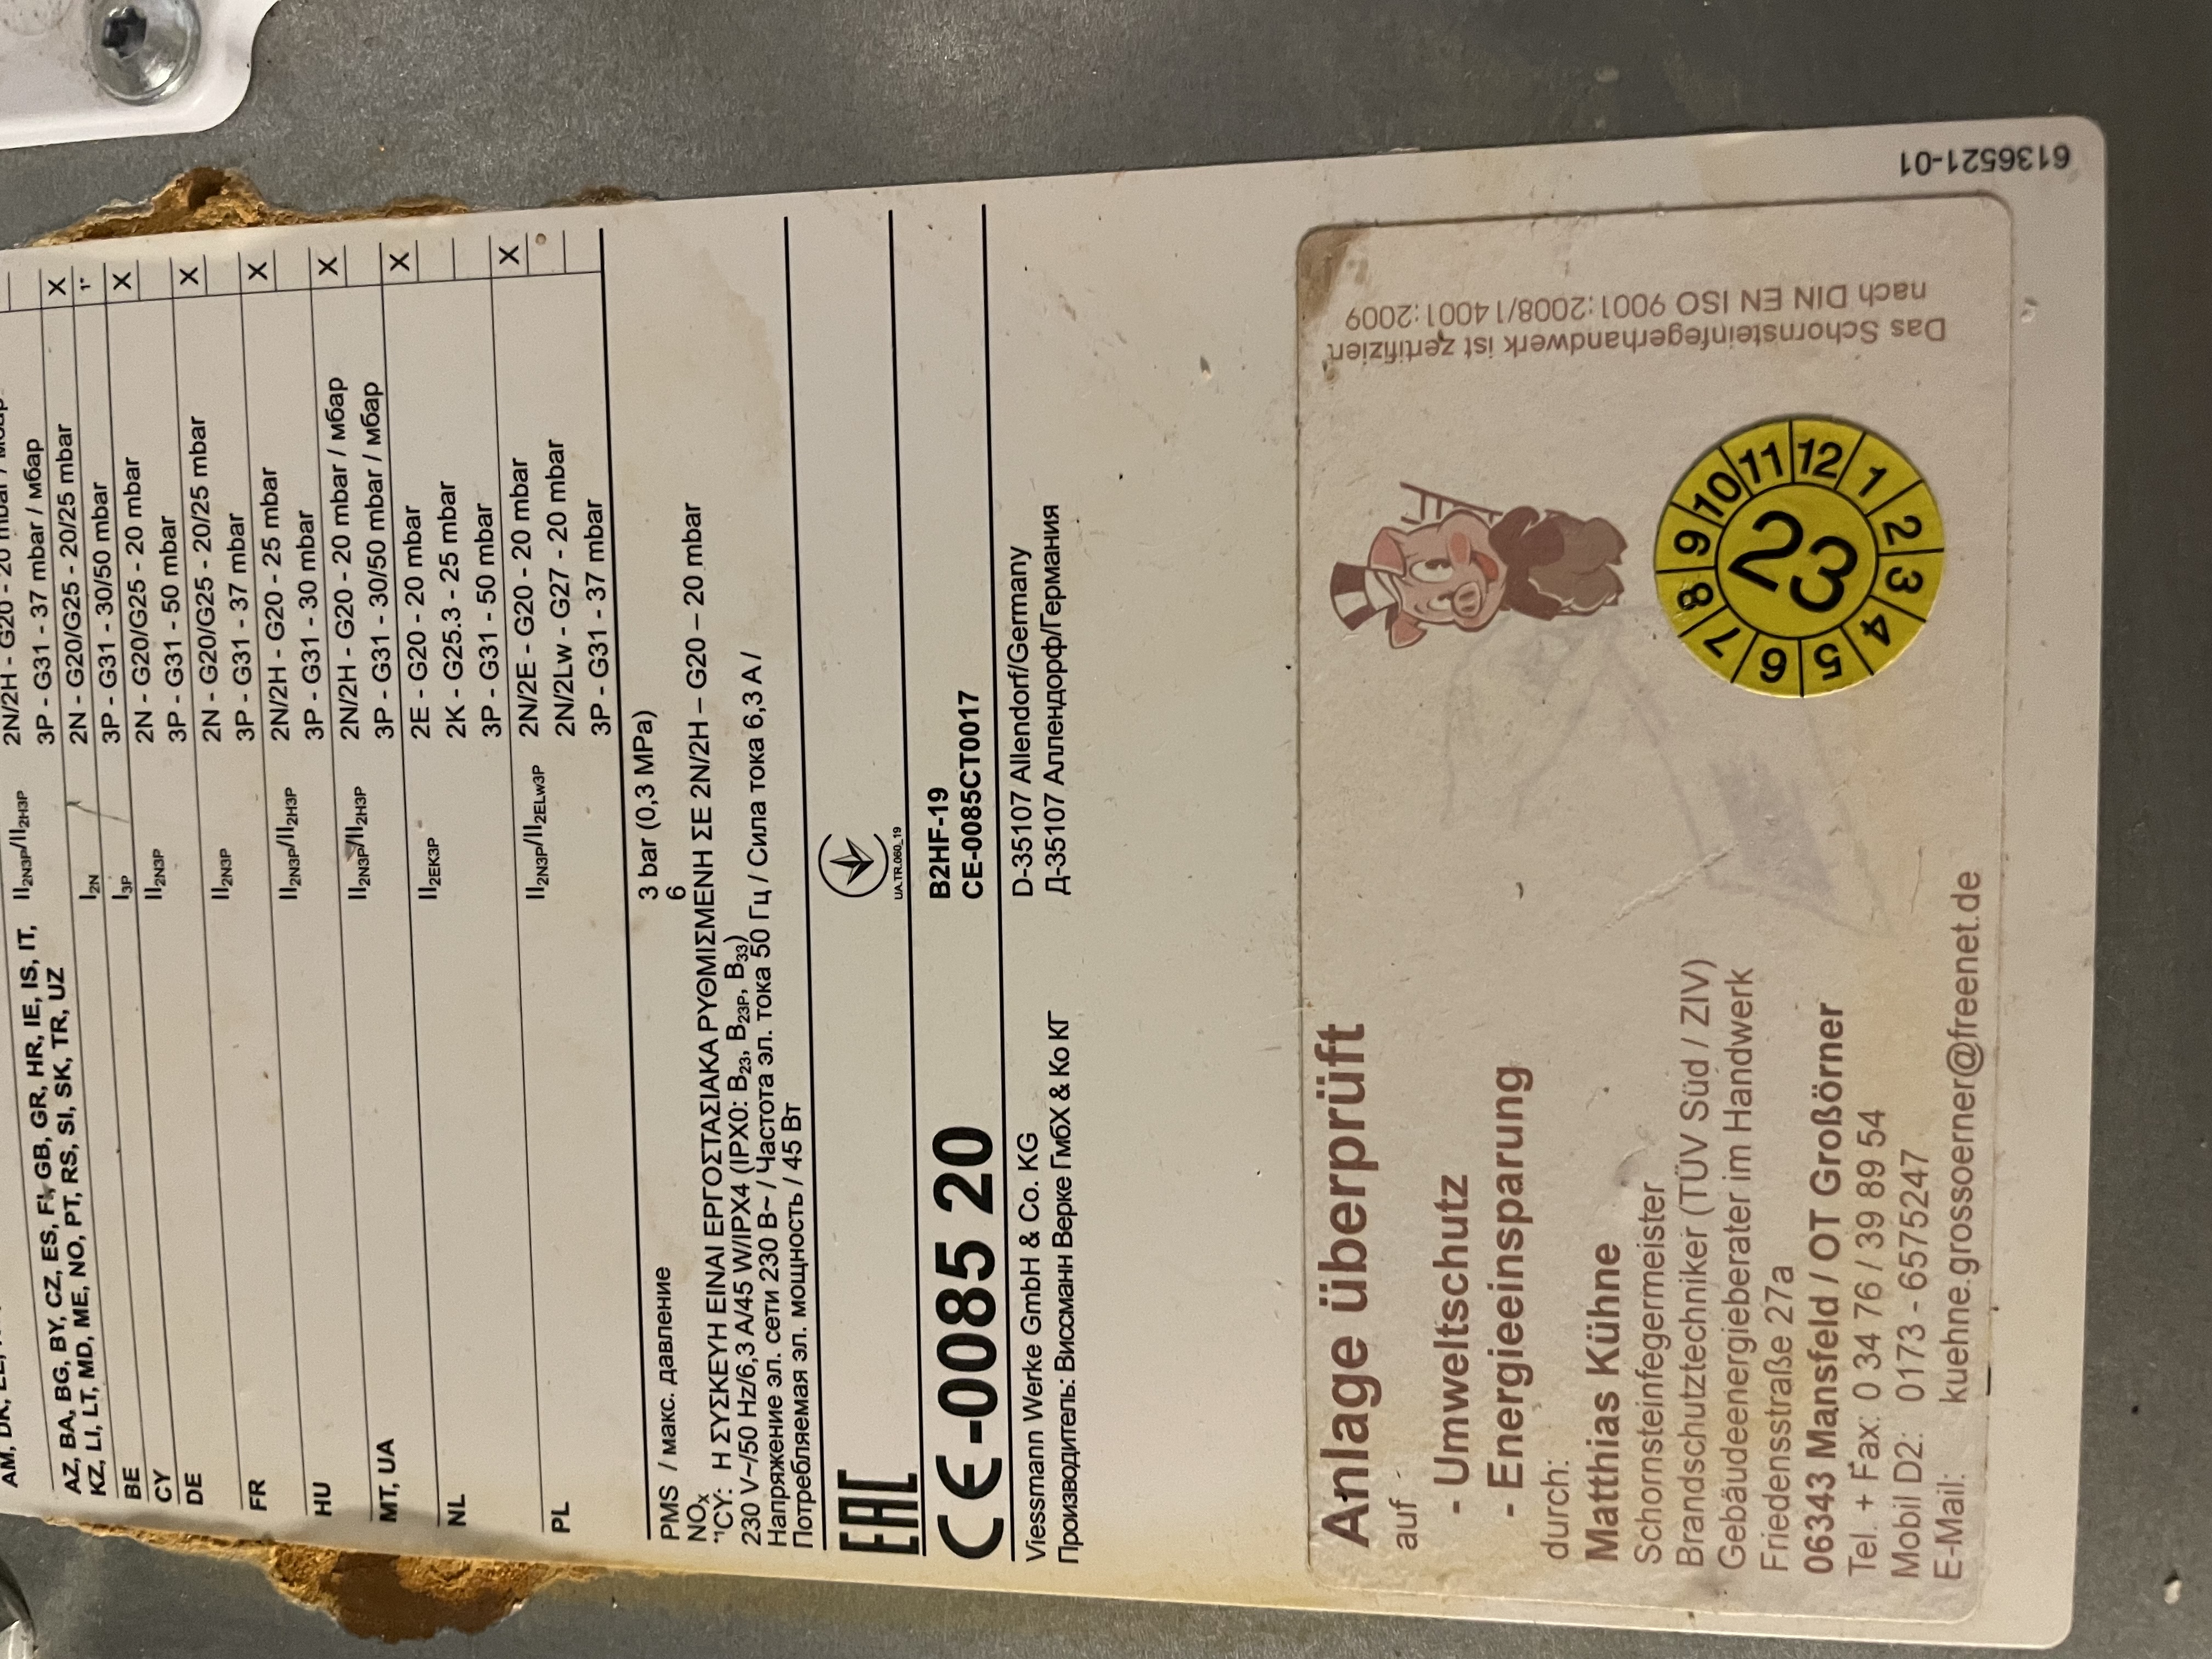 2N/2H - G20 - 20 mbar / мбар
II2N3P/II2H3P 3P - G31 - 37 mbar / мбар X
AZ, BA, BG, BY, CZ, ES, FI, GB, GR, HR, IE, IS, IT,
KZ, LI, LT, MD, ME, NO, PT, RS, SI, SK, TR, UZ
I2N 2N - G20/G25 - 20/25 mbar 1"
BE I3P 3P - G31 - 30/50 mbar X
CY II2N3P 2N - G20/G25 - 20 mbar
3P - G31 - 50 mbar
DE II2N3P 2N - G20/G25 - 20/25 mbar X
3P - G31 - 37 mbar
FR II2N3P/II2H3P 2N/2H - G20 - 25 mbar X
3P - G31 - 30 mbar
HU II2N3P/II2H3P 2N/2H - G20 - 20 mbar / мбар X
MT, UA 3P - G31 - 30/50 mbar / мбар
NL II2EK3P 2E - G20 - 20 mbar X
2K - G25.3 - 25 mbar
3P - G31 - 50 mbar
PL II2N3P/II2ELw3P 2N/2E - G20 - 20 mbar X
2N/2Lw - G27 - 20 mbar
3P - G31 - 37 mbar
PMS / макс. давление 3 bar (0,3 MPa)
NOx 6
"CY: Η ΣΥΣΚΕΥΗ ΕΙΝΑΙ ΕΡΓΟΣΤΑΣΙΑΚΑ ΡΥΘΜΙΣΜΕΝΗ ΣΕ 2N/2H – G20 – 20 mbar
230 V~/50 Hz/6,3 A/45 W/IPX4 (IPX0: B23, B23P, B33)
Напряжение эл. сети 230 В~ / Частота эл. тока 50 Гц / Сила тока 6,3 А /
Потребляемая эл. мощность / 45 Вт
EAC
UA.TR.060_19
CE-0085 20
B2HF-19
CE-0085CT0017
Viessmann Werke GmbH & Co. KG D-35107 Allendorf/Germany
Производитель: Виссманн Верке ГмбХ & Ко КГ Д-35107 Аллендорф/Германия
Anlage überprüft
auf
- Umweltschutz
- Energieeinsparung
durch:
Matthias Kühne
Schornsteinfegermeister
Brandschutztechniker (TÜV Süd / ZIV)
Gebäudeenergieberater im Handwerk
Friedensstraße 27a
06343 Mansfeld / OT Großörner
Tel. + Fax: 0 34 76 / 39 89 54
Mobil D2: 0173 - 6575247
E-Mail: kuehne.grossoerner@freenet.de
Das Schornsteinfegerhandwerk ist zertifiziert
nach DIN EN ISO 9001:2008/14001:2009
23
1 2 3 4 5 6 7 8 9 10 11 12
6136521-01